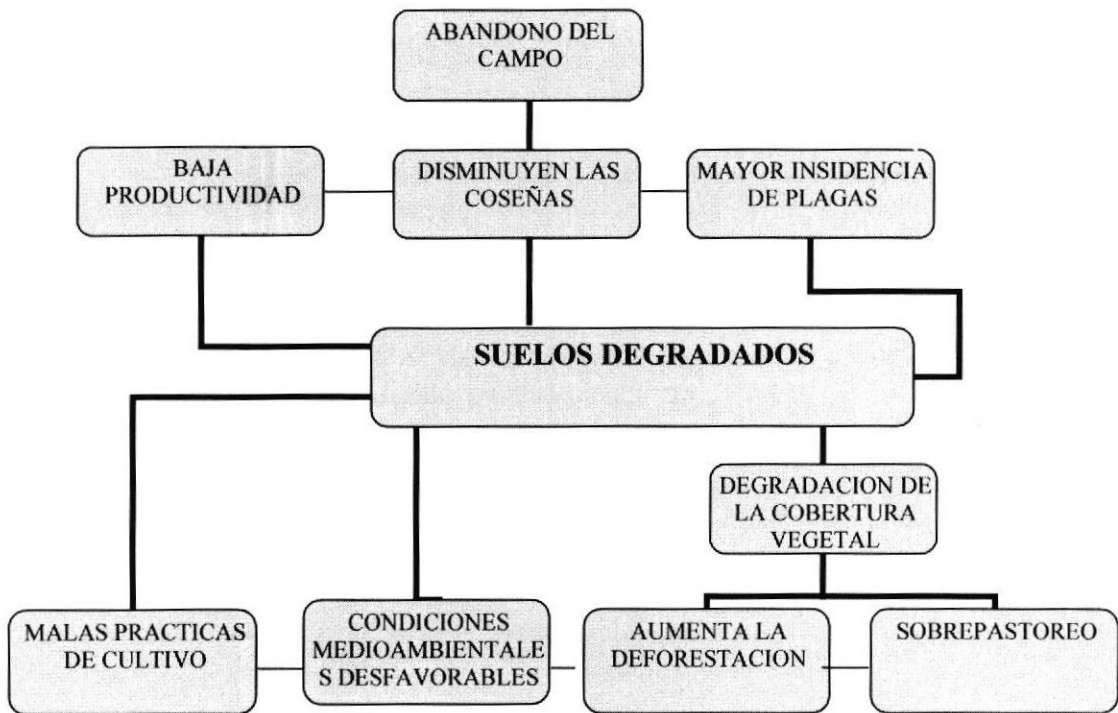 ABANDONO DEL
CAMPO
BAJA
PRODUCTIVIDAD
DISMINUYEN LAS
COSEÑAS
MAYOR INSIDENCIA
DE PLAGAS
SUELOS DEGRADADOS
DEGRADACION DE
LA COBERTURA
VEGETAL
MALAS PRACTICAS
DE CULTIVO
CONDICIONES
MEDIOAMBIENTALE
S DESFAVORABLES
AUMENTA LA
DEFORESTACION
SOBREPASTOREO